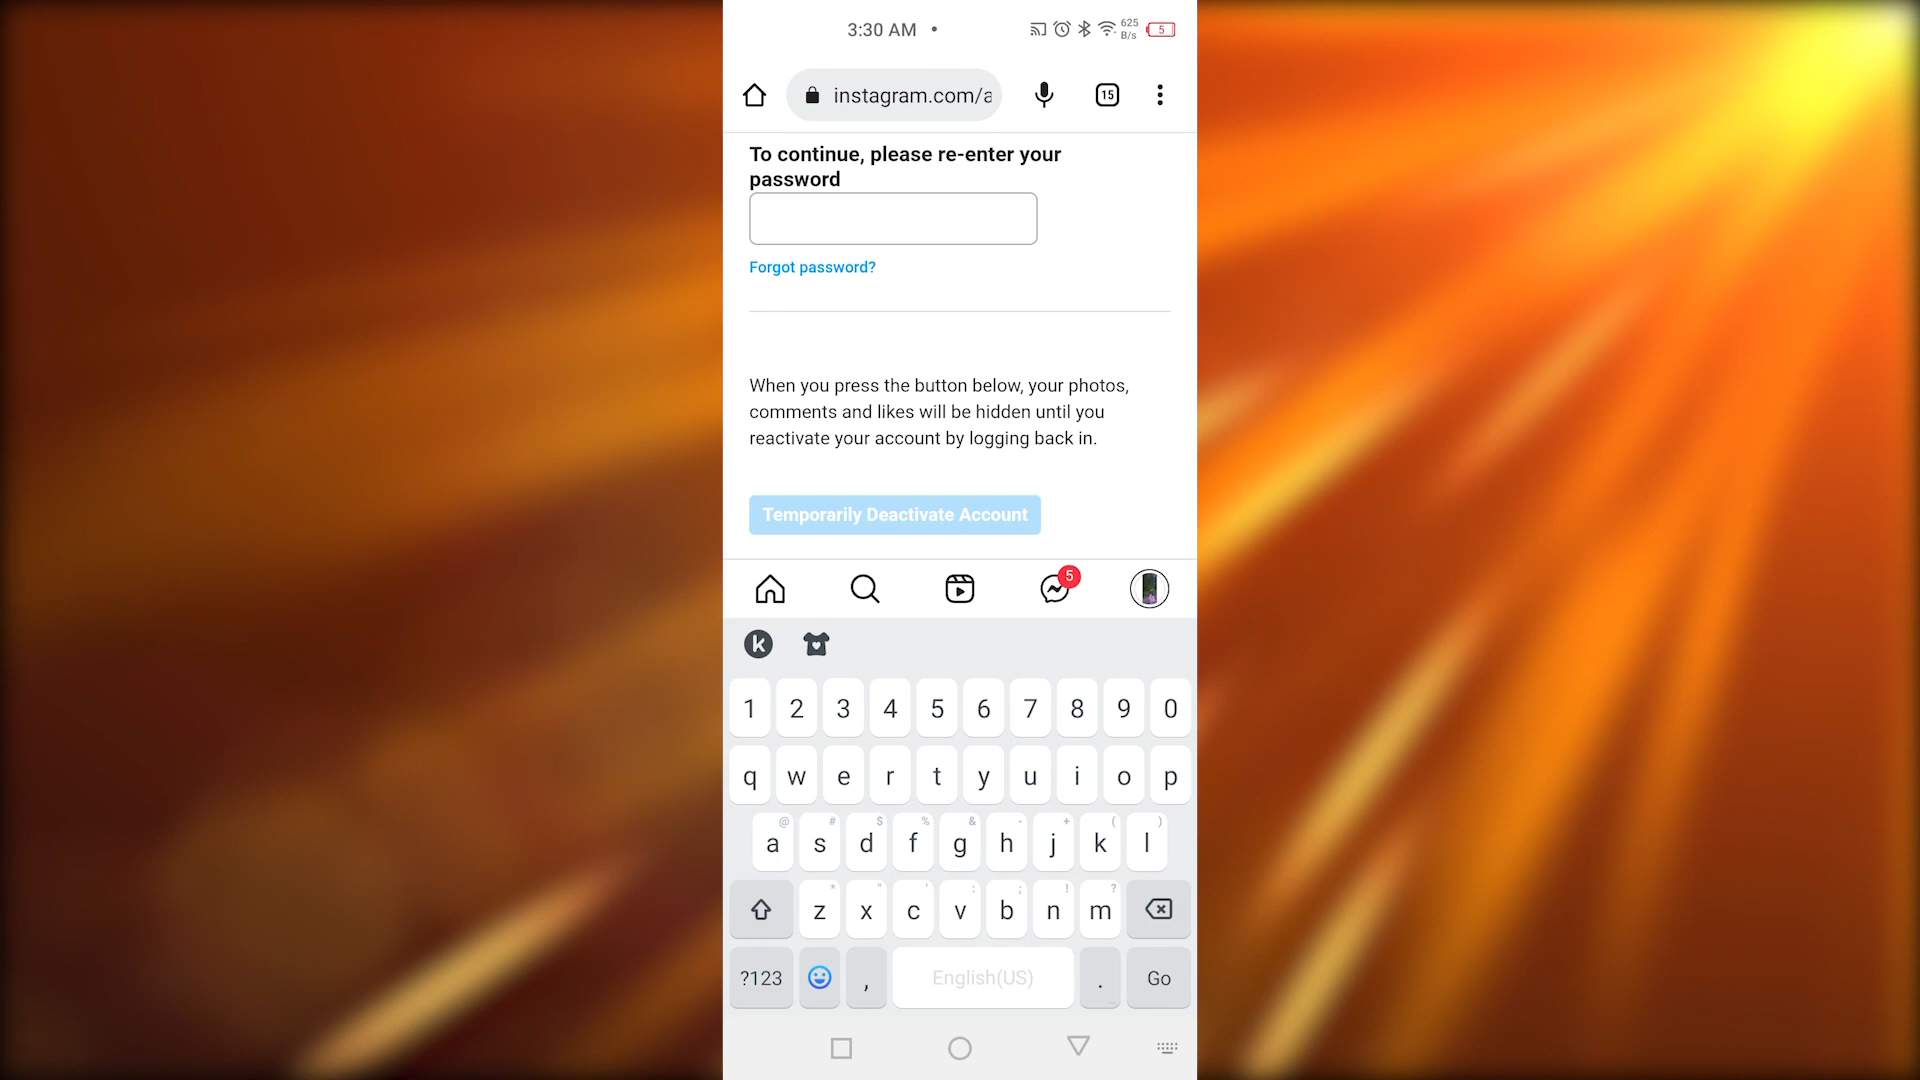 3:30 AM
625
B/s
5
instagram.com/a
15
To continue, please re-enter your
password
Forgot password?
When you press the button below, your photos,
comments and likes will be hidden until you
reactivate your account by logging back in.
Temporarily Deactivate Account
5
k
1 2 3 4 5 6 7 8 9 0
q w e r t y u i o p
@ # $ % & - + ( )
a s d f g h j k l
* " ' : ; ! ?
z x c v b n m
?123 , English(US) . Go